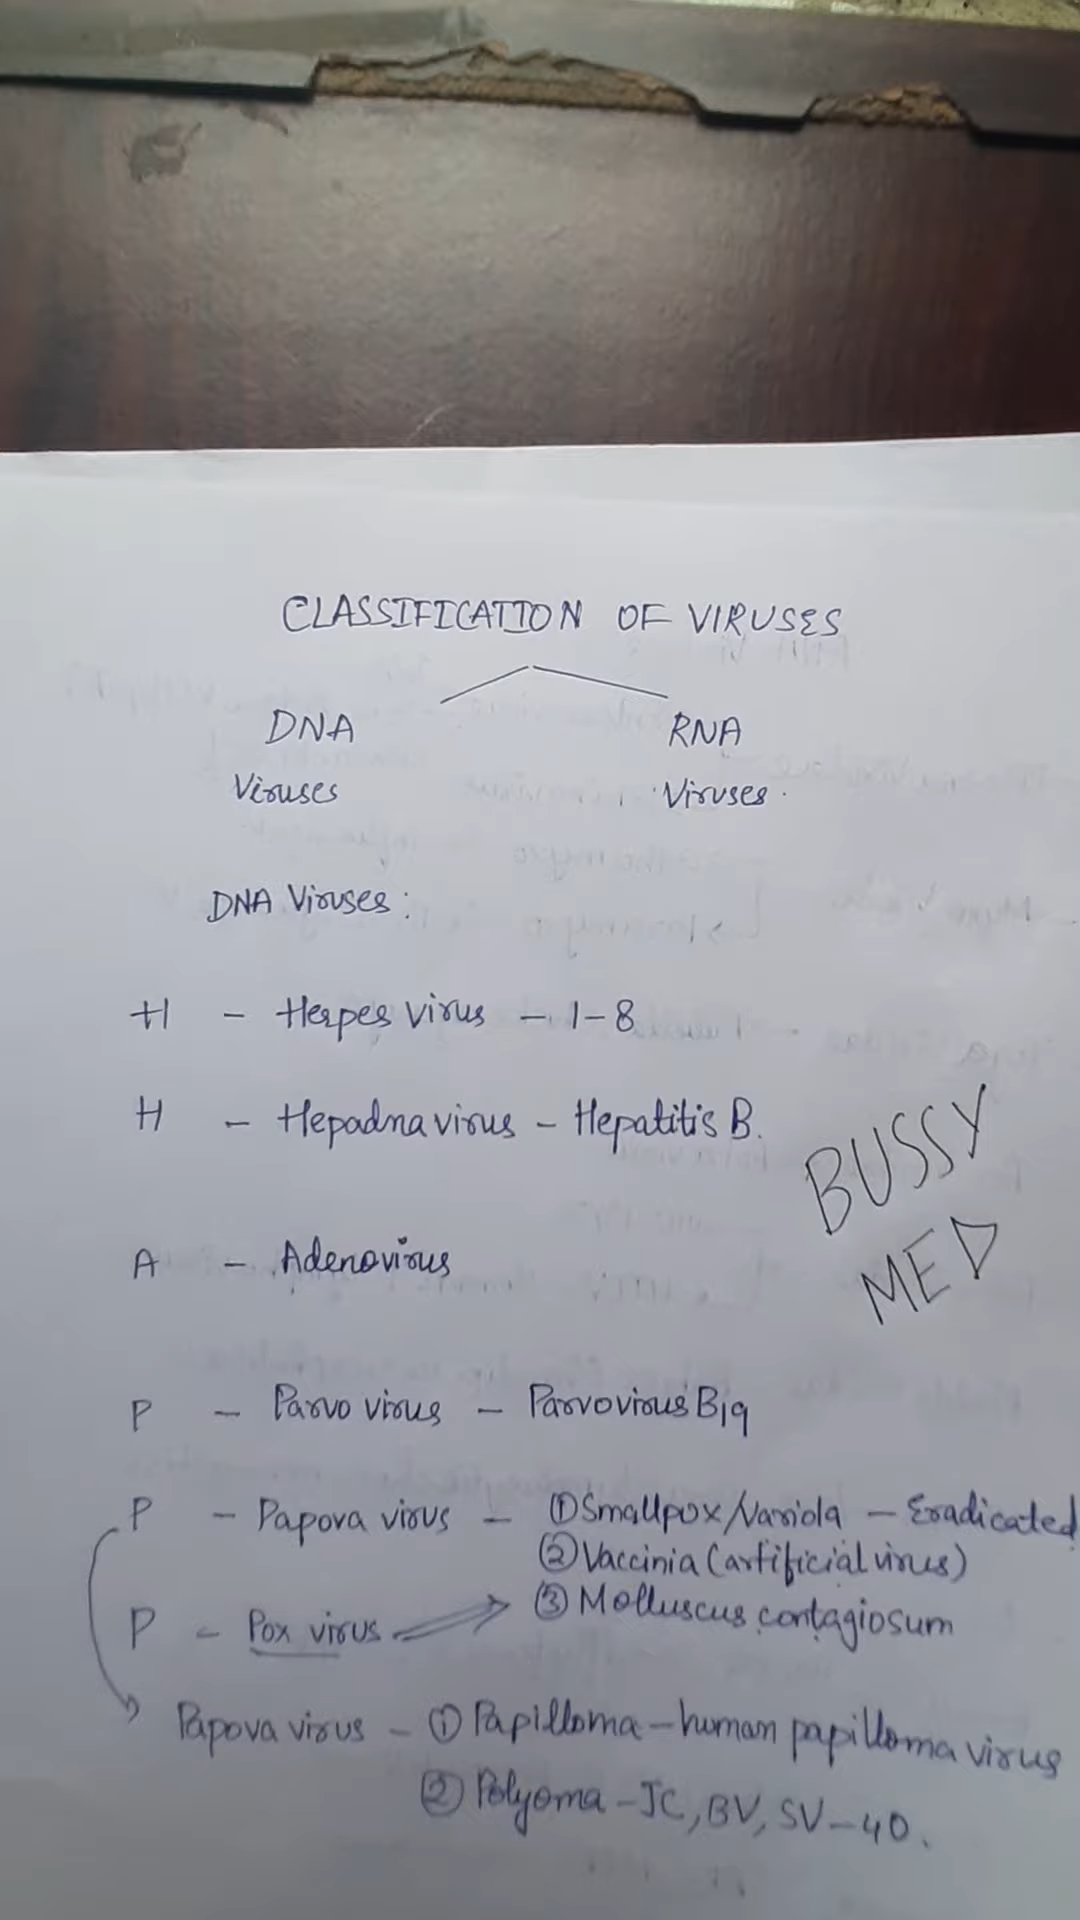 CLASSIFICATION OF VIRUSES
DNA RNA
Viruses Viruses.
DNA Viruses:
H - Herpes virus - 1-8
H - Hepadna virus - Hepatitis B.
BUSSY
MED
A - Adenovirus
P - Parvo virus - Parvovirus B19
P - Papova virus - ① Smallpox/Variola - Eradicated
② Vaccinia (artificial virus)
③ Molluscus contagiosum
P - Pox virus
Papova virus - ① Papilloma - human papilloma virus
② Polyoma - JC, BV, SV-40.